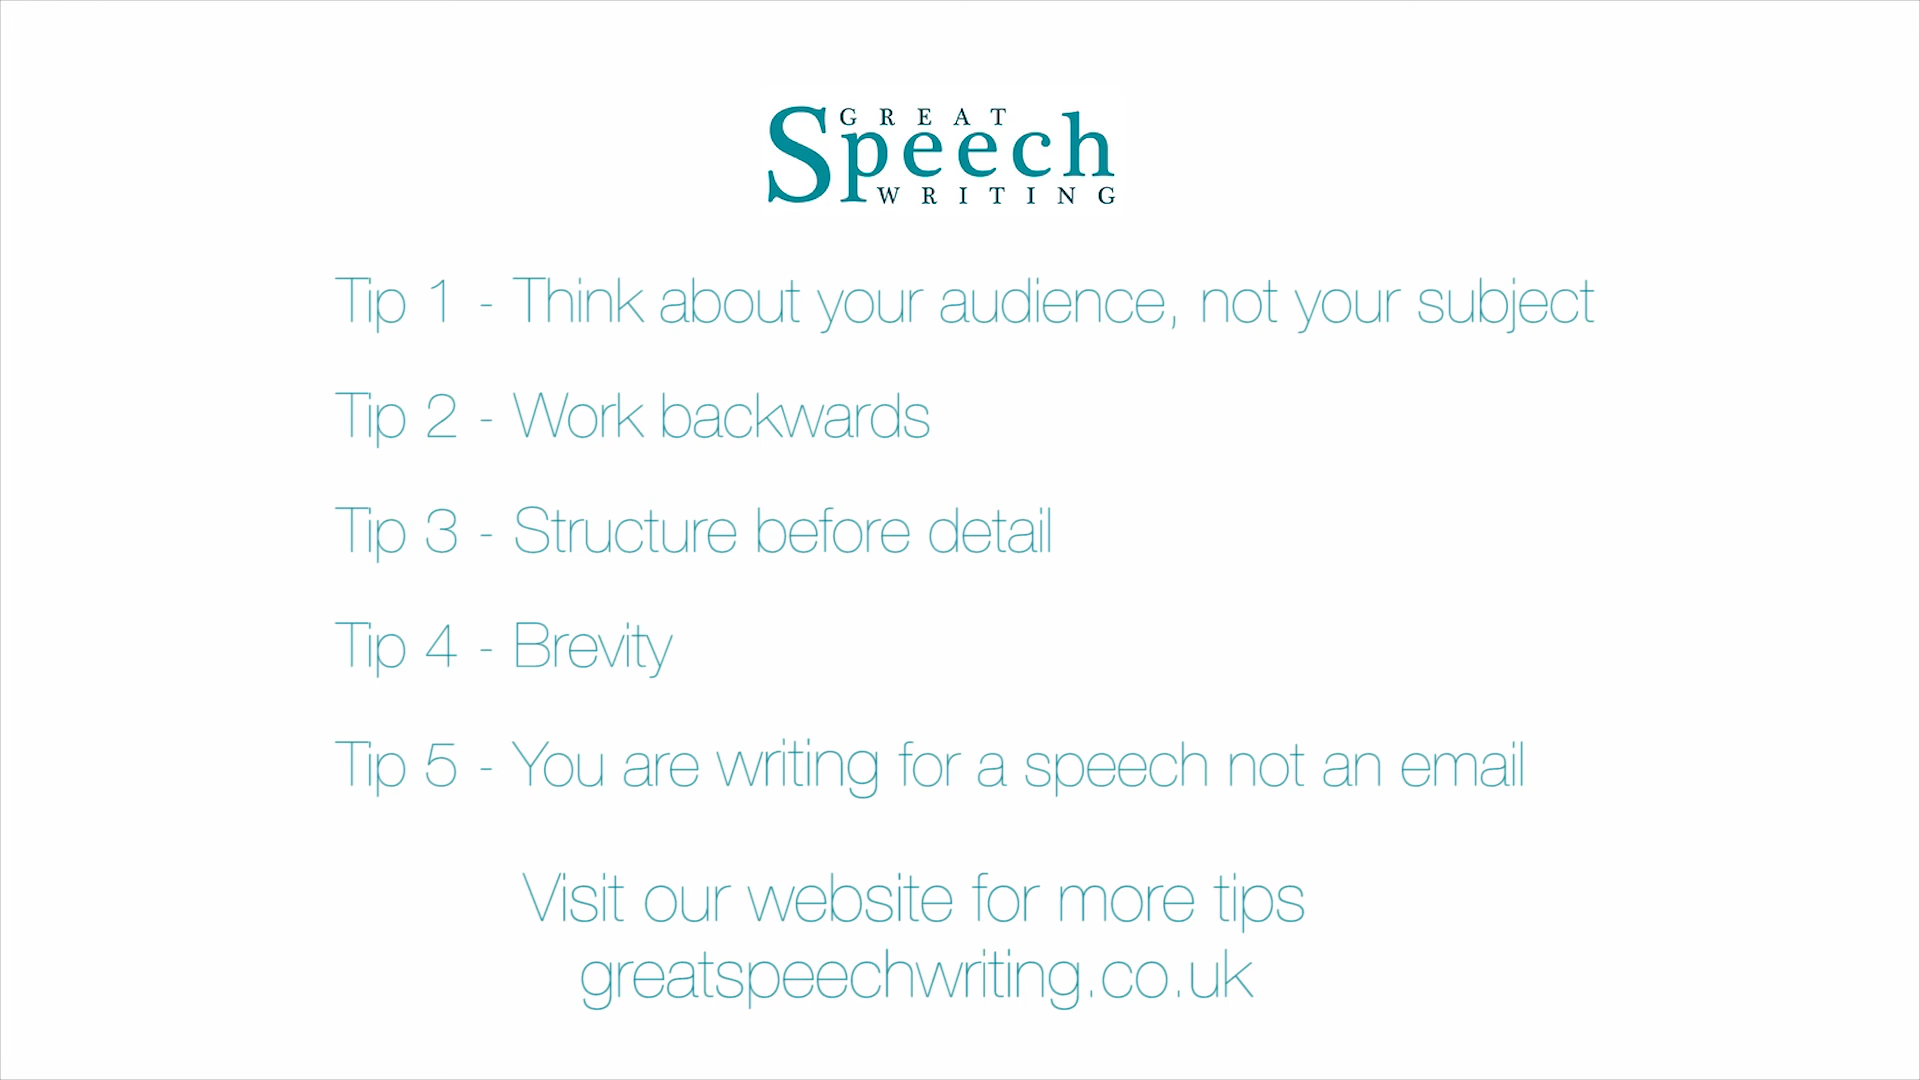 GREAT
Speech
WRITING
Tip 1 - Think about your audience, not your subject
Tip 2 - Work backwards
Tip 3 - Structure before detail
Tip 4 - Brevity
Tip 5 - You are writing for a speech not an email
Visit our website for more tips
greatspeechwriting.co.uk